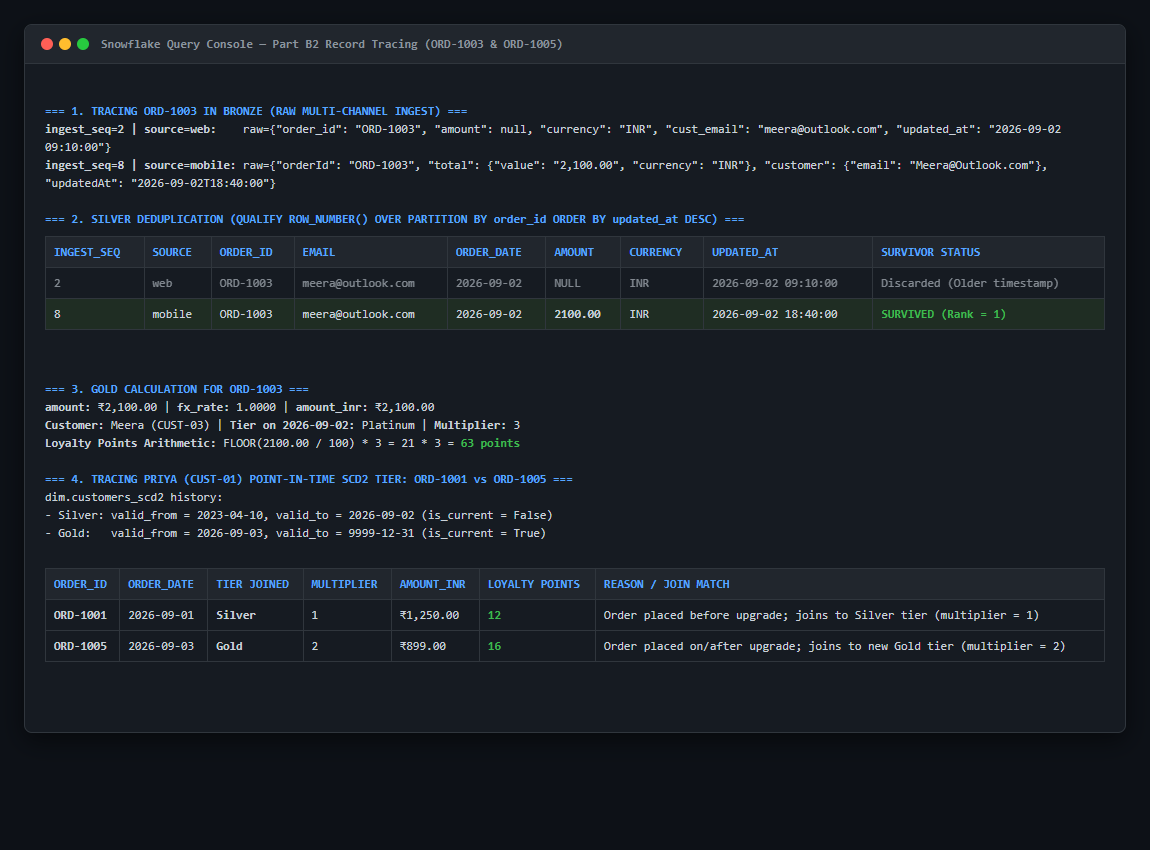 Snowflake Query Console — Part B2 Record Tracing (ORD-1003 & ORD-1005)
=== 1. TRACING ORD-1003 IN BRONZE (RAW MULTI-CHANNEL INGEST) ===
ingest_seq=2 | source=web:    raw={"order_id": "ORD-1003", "amount": null, "currency": "INR", "cust_email": "meera@outlook.com", "updated_at": "2026-09-02
09:10:00"}
ingest_seq=8 | source=mobile: raw={"orderId": "ORD-1003", "total": {"value": "2,100.00", "currency": "INR"}, "customer": {"email": "Meera@Outlook.com"},
"updatedAt": "2026-09-02T18:40:00"}
=== 2. SILVER DEDUPLICATION (QUALIFY ROW_NUMBER() OVER PARTITION BY order_id ORDER BY updated_at DESC) ===
INGEST_SEQ SOURCE ORDER_ID EMAIL ORDER_DATE AMOUNT CURRENCY UPDATED_AT SURVIVOR STATUS
2 web ORD-1003 meera@outlook.com 2026-09-02 NULL INR 2026-09-02 09:10:00 Discarded (Older timestamp)
8 mobile ORD-1003 meera@outlook.com 2026-09-02 2100.00 INR 2026-09-02 18:40:00 SURVIVED (Rank = 1)
=== 3. GOLD CALCULATION FOR ORD-1003 ===
amount: ₹2,100.00 | fx_rate: 1.0000 | amount_inr: ₹2,100.00
Customer: Meera (CUST-03) | Tier on 2026-09-02: Platinum | Multiplier: 3
Loyalty Points Arithmetic: FLOOR(2100.00 / 100) * 3 = 21 * 3 = 63 points
=== 4. TRACING PRIYA (CUST-01) POINT-IN-TIME SCD2 TIER: ORD-1001 vs ORD-1005 ===
dim.customers_scd2 history:
- Silver: valid_from = 2023-04-10, valid_to = 2026-09-02 (is_current = False)
- Gold:   valid_from = 2026-09-03, valid_to = 9999-12-31 (is_current = True)
ORDER_ID ORDER_DATE TIER JOINED MULTIPLIER AMOUNT_INR LOYALTY POINTS REASON / JOIN MATCH
ORD-1001 2026-09-01 Silver 1 ₹1,250.00 12 Order placed before upgrade; joins to Silver tier (multiplier = 1)
ORD-1005 2026-09-03 Gold 2 ₹899.00 16 Order placed on/after upgrade; joins to new Gold tier (multiplier = 2)